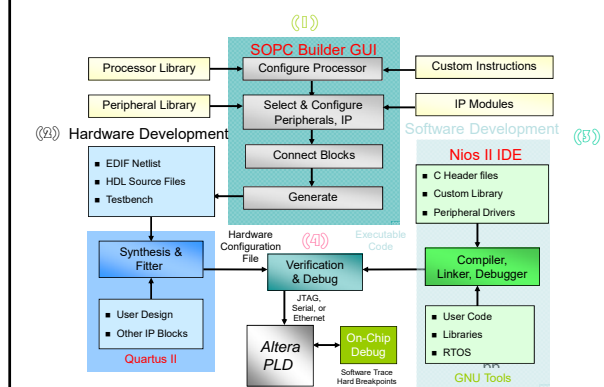 ((1))
SOPC Builder GUI
Processor Library
Configure Processor
Custom Instructions
Peripheral Library
Select & Configure
Peripherals, IP
IP Modules
((2))
Hardware Development
Software Development
((3))
Connect Blocks
Nios II IDE
■ EDIF Netlist
■ HDL Source Files
■ Testbench
■ C Header files
■ Custom Library
■ Peripheral Drivers
Generate
((4))
Hardware
Configuration
File
Executable
Code
Synthesis &
Fitter
Verification
& Debug
Compiler,
Linker, Debugger
■ User Design
■ Other IP Blocks
Quartus II
JTAG,
Serial, or
Ethernet
Altera
PLD
On-Chip
Debug
Software Trace
Hard Breakpoints
■ User Code
■ Libraries
■ RTOS
GNU Tools